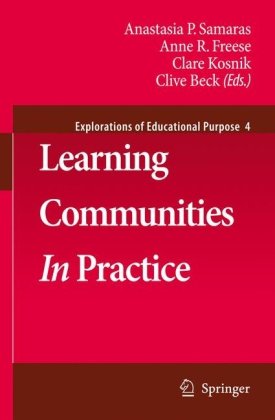 Anastasia P. Samaras
Anne R. Freese
Clare Kosnik
Clive Beck (Eds.)
Explorations of Educational Purpose 4
Learning
Communities
In Practice
Springer